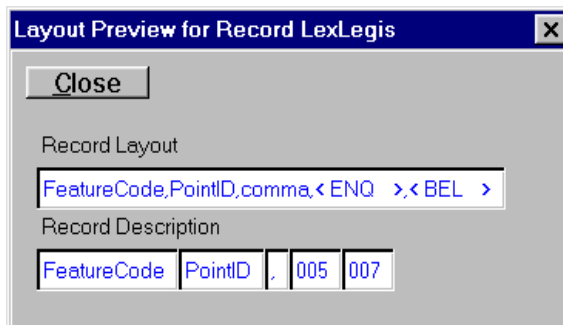 Layout Preview for Record LexLegis
Close
Record Layout
FeatureCode,PointID,comma,< ENQ >,< BEL >
Record Description
FeatureCode PointID , 005 007